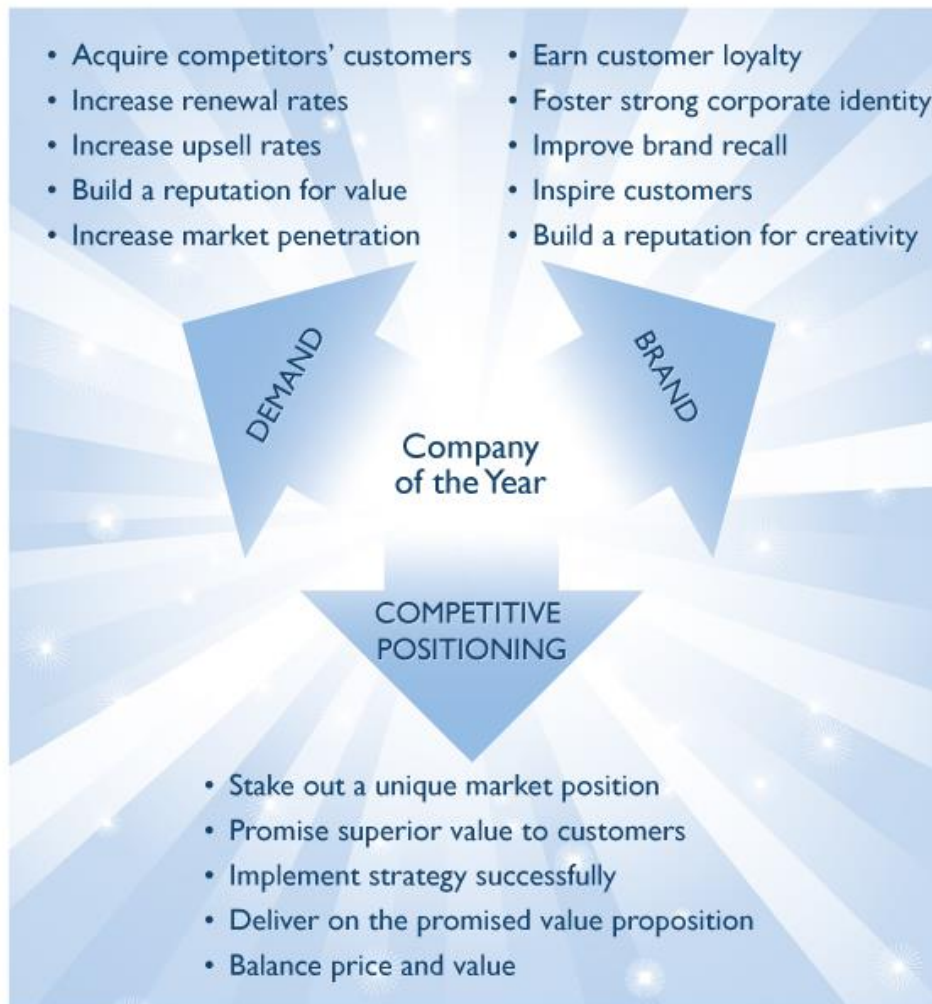 • Acquire competitors’ customers
• Increase renewal rates
• Increase upsell rates
• Build a reputation for value
• Increase market penetration
• Earn customer loyalty
• Foster strong corporate identity
• Improve brand recall
• Inspire customers
• Build a reputation for creativity
DEMAND
BRAND
Company
of the Year
COMPETITIVE
POSITIONING
• Stake out a unique market position
• Promise superior value to customers
• Implement strategy successfully
• Deliver on the promised value proposition
• Balance price and value